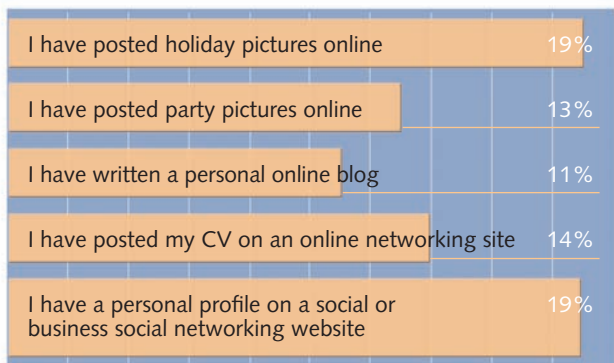 I have posted holiday pictures online 19%
I have posted party pictures online 13%
I have written a personal online blog 11%
I have posted my CV on an online networking site 14%
I have a personal profile on a social or 19%
business social networking website